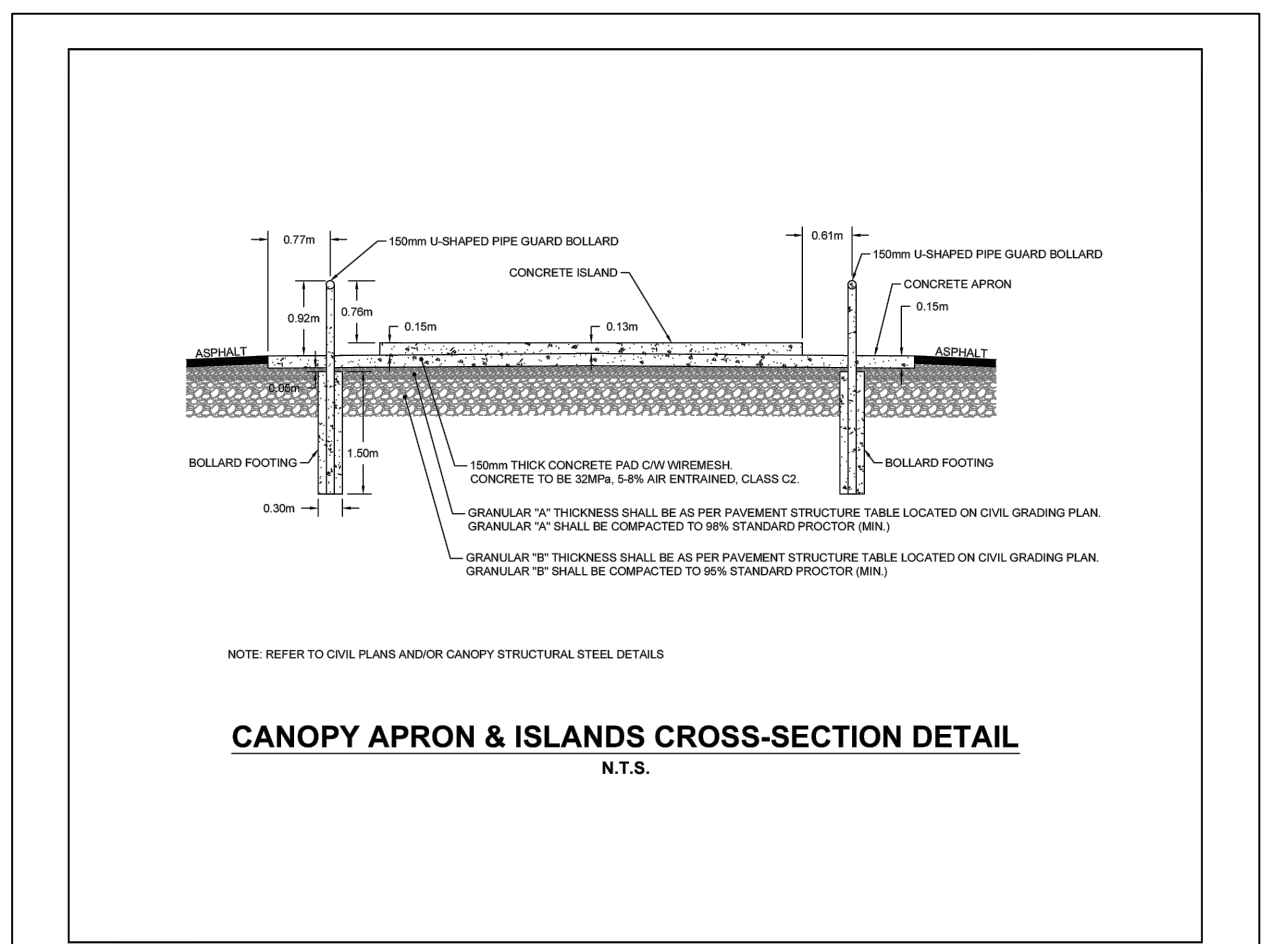 0.77m
150mm U-SHAPED PIPE GUARD BOLLARD
0.61m
150mm U-SHAPED PIPE GUARD BOLLARD
CONCRETE ISLAND
CONCRETE APRON
0.92m
0.76m
0.15m
0.13m
0.15m
ASPHALT
ASPHALT
0.05m
BOLLARD FOOTING
1.50m
BOLLARD FOOTING
150mm THICK CONCRETE PAD C/W WIREMESH.
CONCRETE TO BE 32MPa, 5-8% AIR ENTRAINED, CLASS C2.
0.30m
GRANULAR "A" THICKNESS SHALL BE AS PER PAVEMENT STRUCTURE TABLE LOCATED ON CIVIL GRADING PLAN.
GRANULAR "A" SHALL BE COMPACTED TO 98% STANDARD PROCTOR (MIN.)
GRANULAR "B" THICKNESS SHALL BE AS PER PAVEMENT STRUCTURE TABLE LOCATED ON CIVIL GRADING PLAN.
GRANULAR "B" SHALL BE COMPACTED TO 95% STANDARD PROCTOR (MIN.)
NOTE: REFER TO CIVIL PLANS AND/OR CANOPY STRUCTURAL STEEL DETAILS
CANOPY APRON & ISLANDS CROSS-SECTION DETAIL
N.T.S.